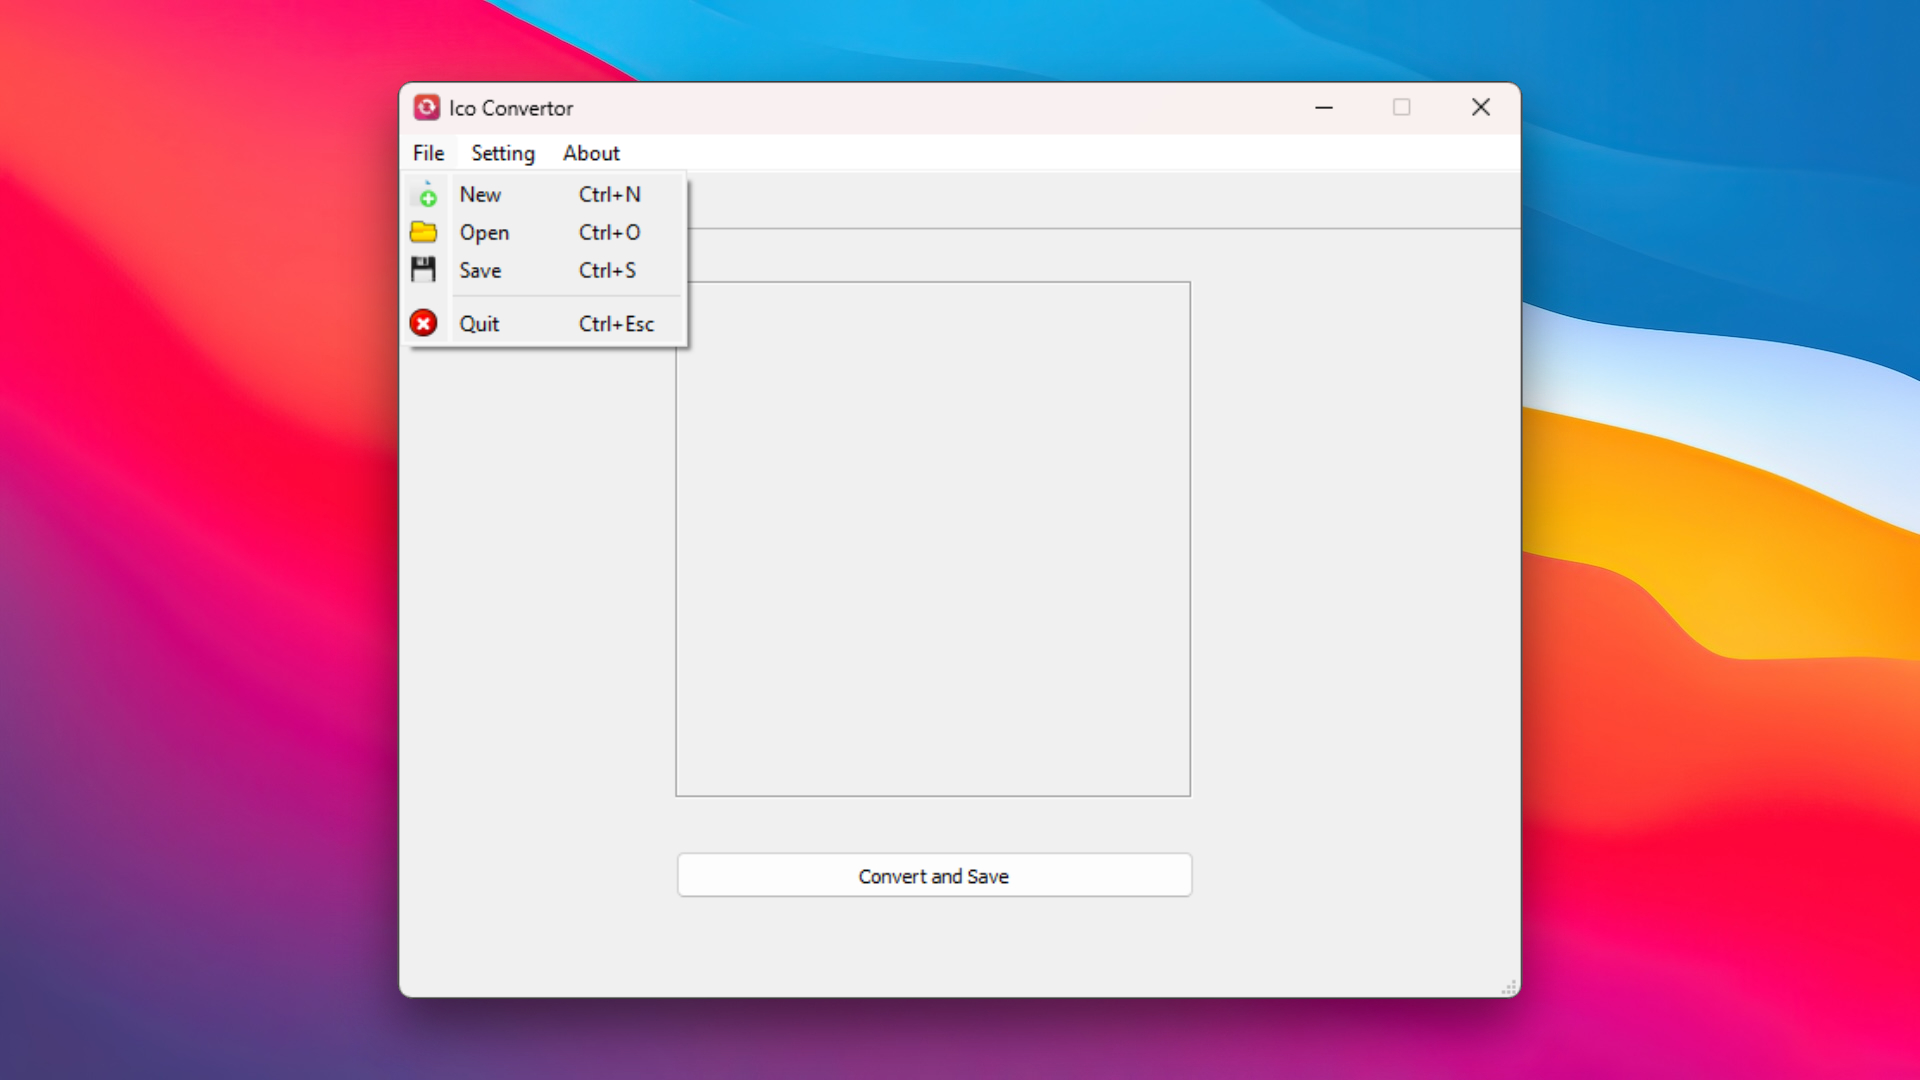 Ico Convertor
File Setting About
New Ctrl+N
Open Ctrl+O
Save Ctrl+S
Quit Ctrl+Esc
Convert and Save